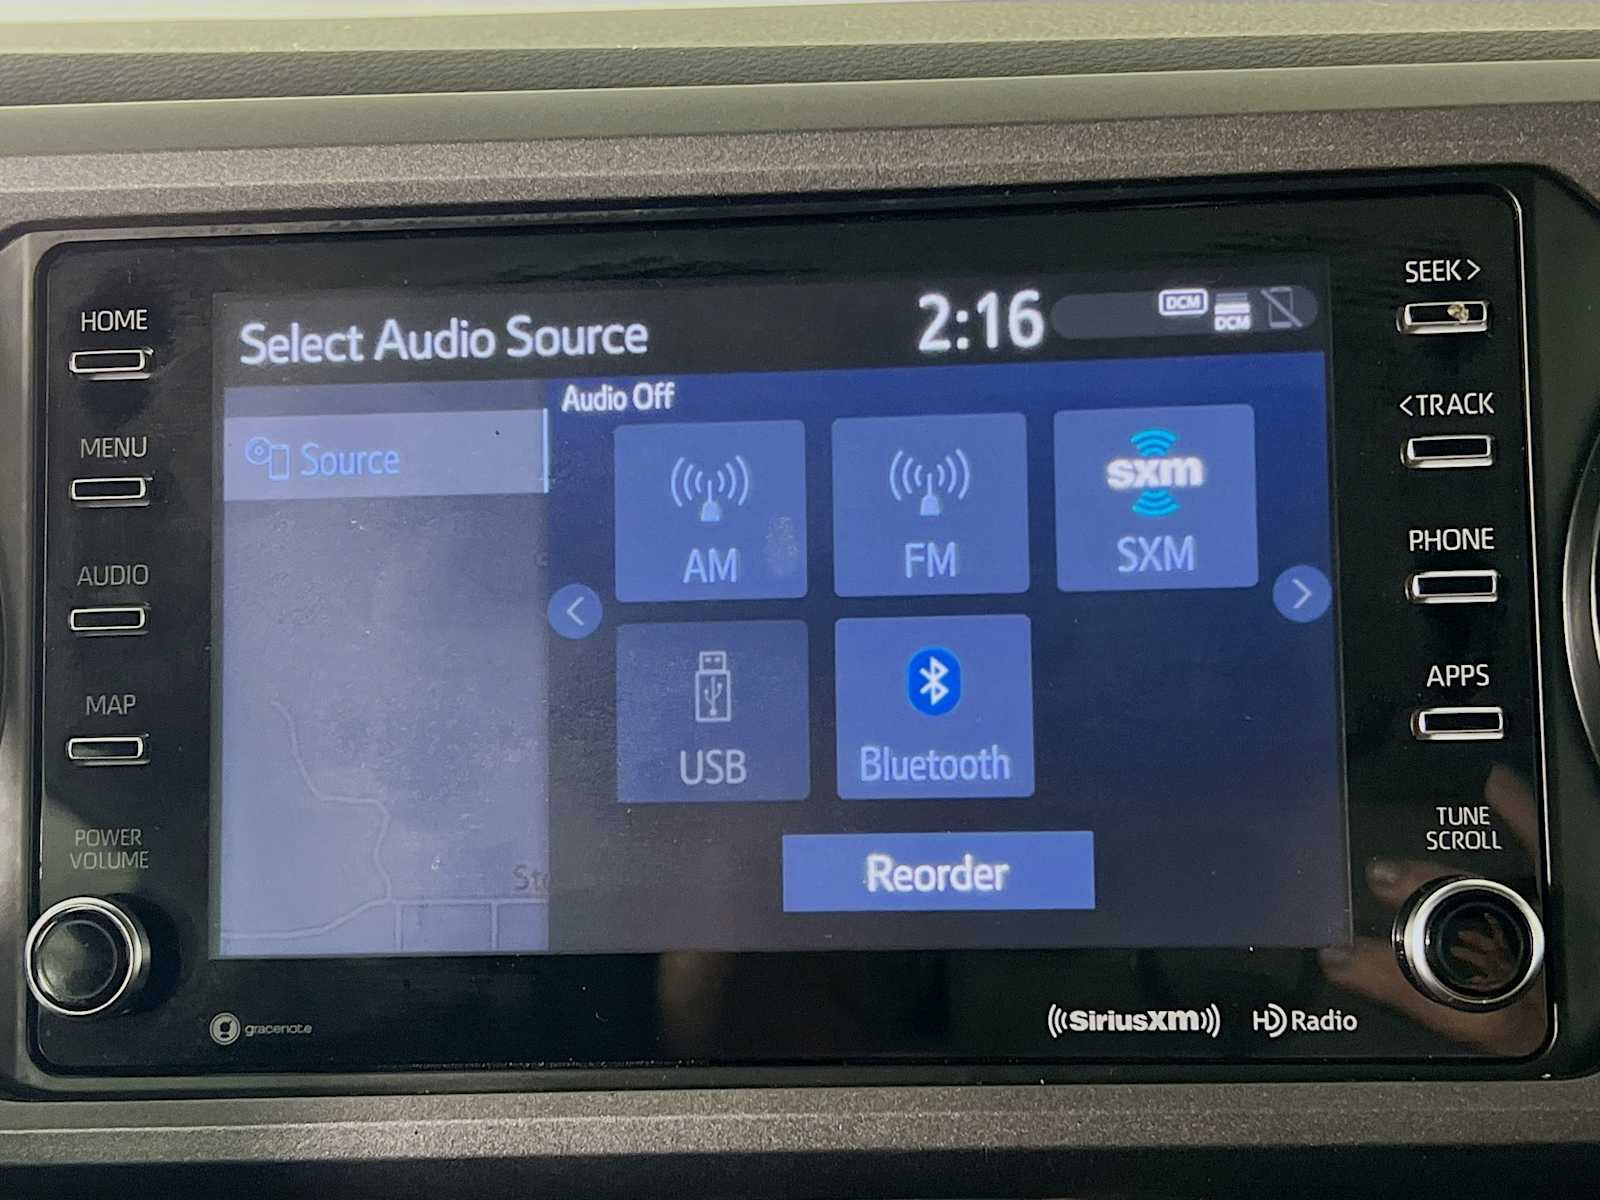 SEEK>
HOME
Select Audio Source
2:16
DCM
DCM
Audio Off
<TRACK
MENU
Source
AM
FM
sxm
SXM
PHONE
AUDIO
USB
Bluetooth
APPS
MAP
POWER
VOLUME
TUNE
SCROLL
Reorder
gracenote
SiriusXM
HD Radio